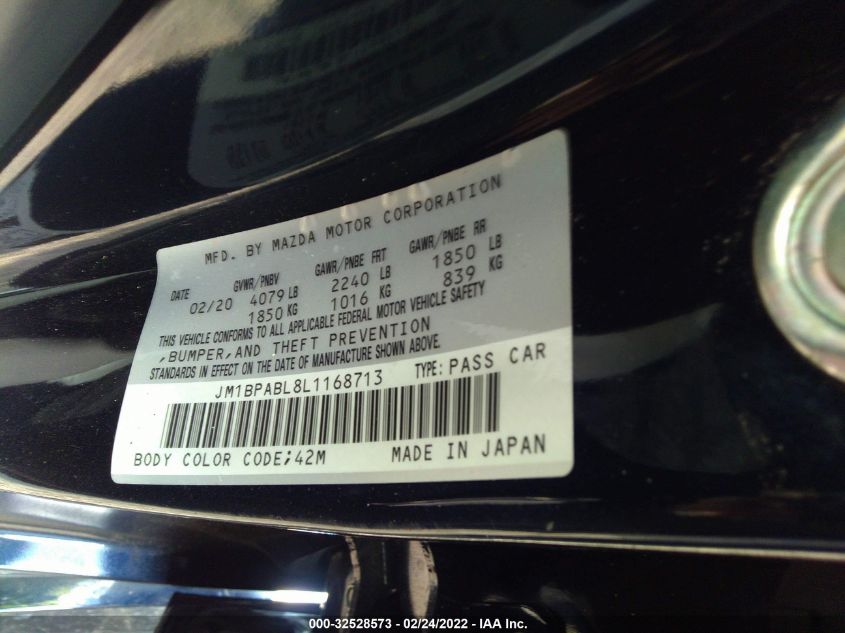 MFD. BY MAZDA MOTOR CORPORATION
DATE GVWR/PNBV GAWR/PNBE FRT GAWR/PNBE RR
02/20 4079 LB 2240 LB 1850 LB
1850 KG 1016 KG 839 KG
THIS VEHICLE CONFORMS TO ALL APPLICABLE FEDERAL MOTOR VEHICLE SAFETY
,BUMPER,AND THEFT PREVENTION
STANDARDS IN EFFECT ON THE DATE OF MANUFACTURE SHOWN ABOVE.
JM1BPABL8L1168713 TYPE: PASS CAR
BODY COLOR CODE;42M MADE IN JAPAN
000-32528573 - 02/24/2022 - IAA Inc.